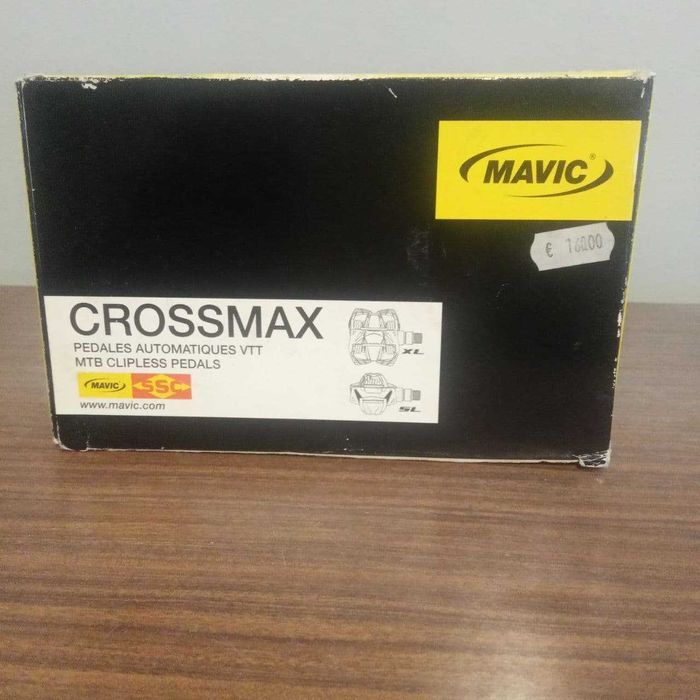 MAVIC®
€ 160.00
CROSSMAX
PEDALES AUTOMATIQUES VTT
MTB CLIPLESS PEDALS
XL
MAVIC SSC
SL
www.mavic.com